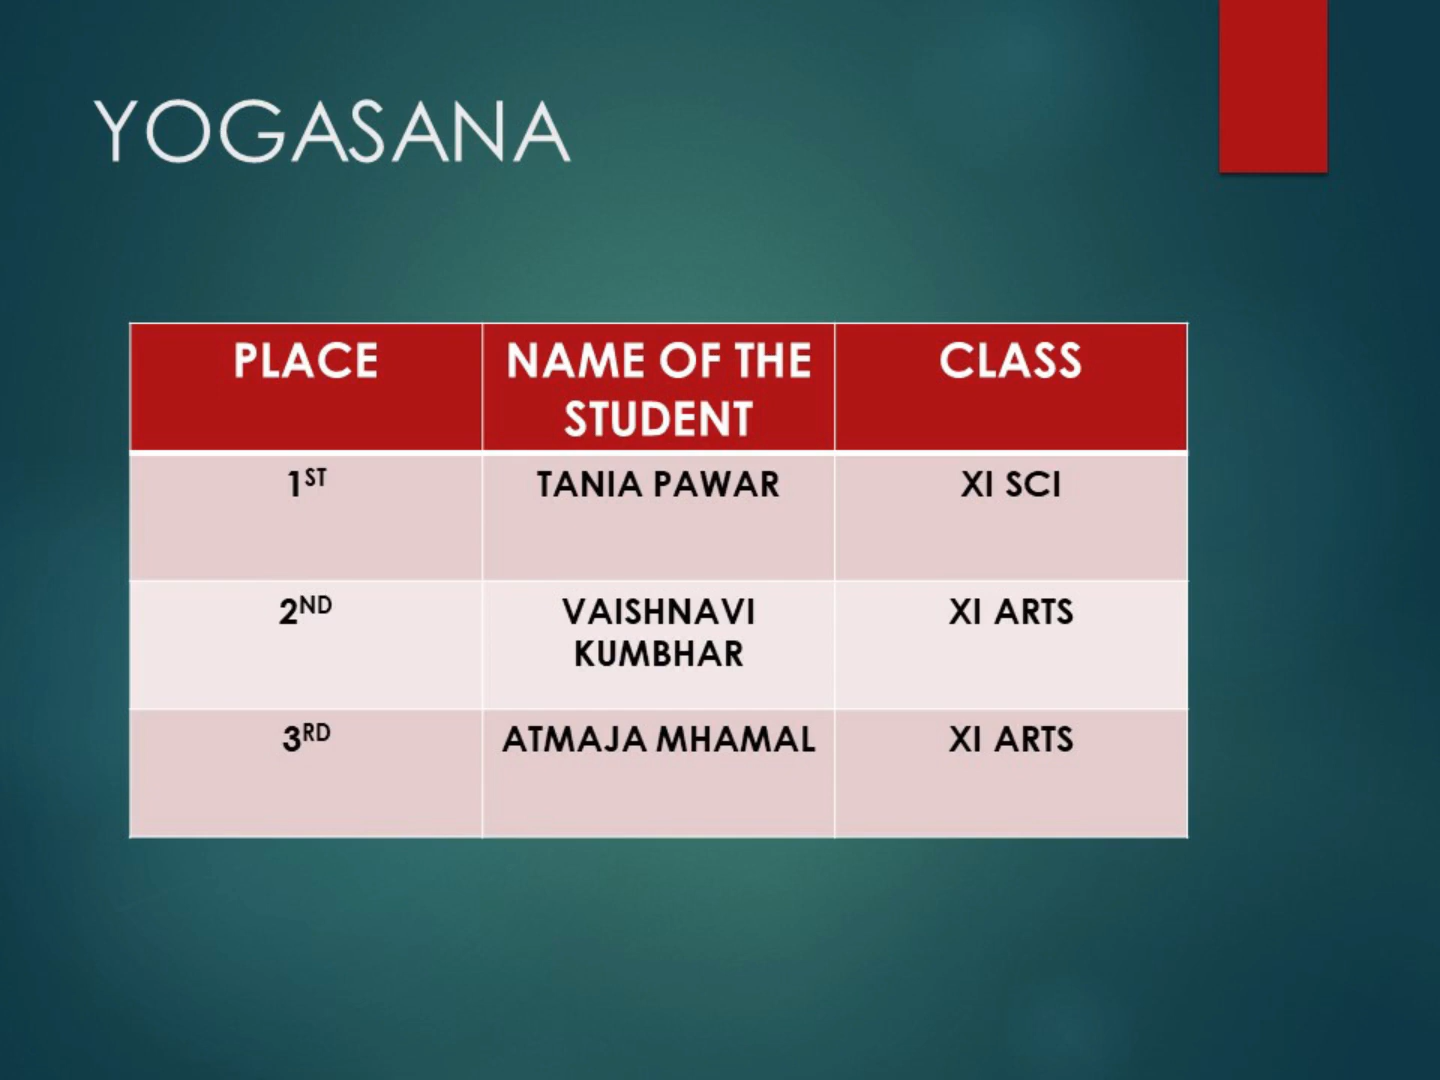 YOGASANA
PLACE
NAME OF THE
STUDENT
CLASS
1ST
TANIA PAWAR
XI SCI
2ND
VAISHNAVI
KUMBHAR
XI ARTS
3RD
ATMAJA MHAMAL
XI ARTS